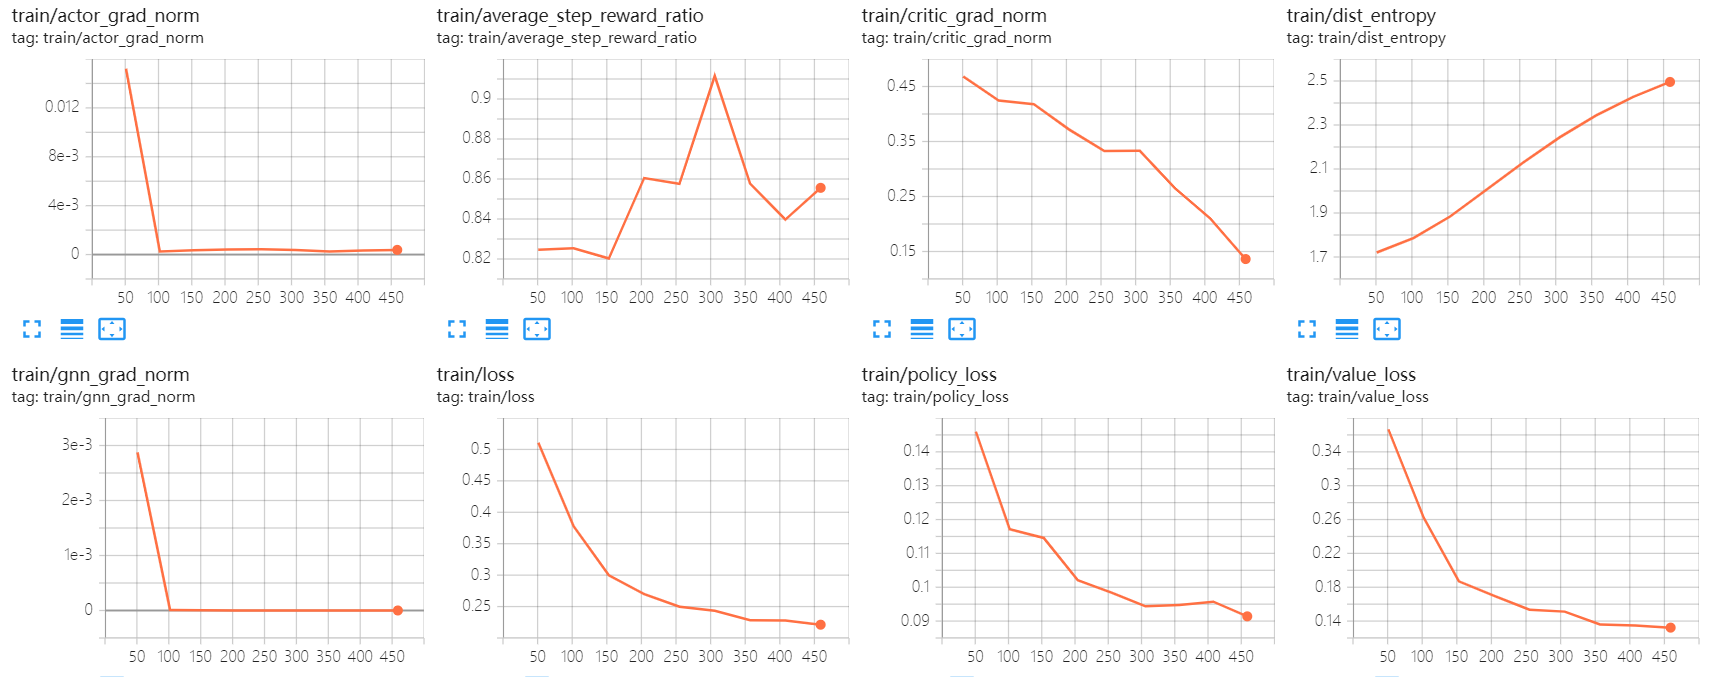 train/actor_grad_norm
tag: train/actor_grad_norm
0.012
8e-3
4e-3
0
50 100 150 200 250 300 350 400 450
train/average_step_reward_ratio
tag: train/average_step_reward_ratio
0.9
0.88
0.86
0.84
0.82
50 100 150 200 250 300 350 400 450
train/critic_grad_norm
tag: train/critic_grad_norm
0.45
0.35
0.25
0.15
50 100 150 200 250 300 350 400 450
train/dist_entropy
tag: train/dist_entropy
2.5
2.3
2.1
1.9
1.7
50 100 150 200 250 300 350 400 450
train/gnn_grad_norm
tag: train/gnn_grad_norm
3e-3
2e-3
1e-3
0
50 100 150 200 250 300 350 400 450
train/loss
tag: train/loss
0.5
0.45
0.4
0.35
0.3
0.25
50 100 150 200 250 300 350 400 450
train/policy_loss
tag: train/policy_loss
0.14
0.13
0.12
0.11
0.1
0.09
50 100 150 200 250 300 350 400 450
train/value_loss
tag: train/value_loss
0.34
0.3
0.26
0.22
0.18
0.14
50 100 150 200 250 300 350 400 450